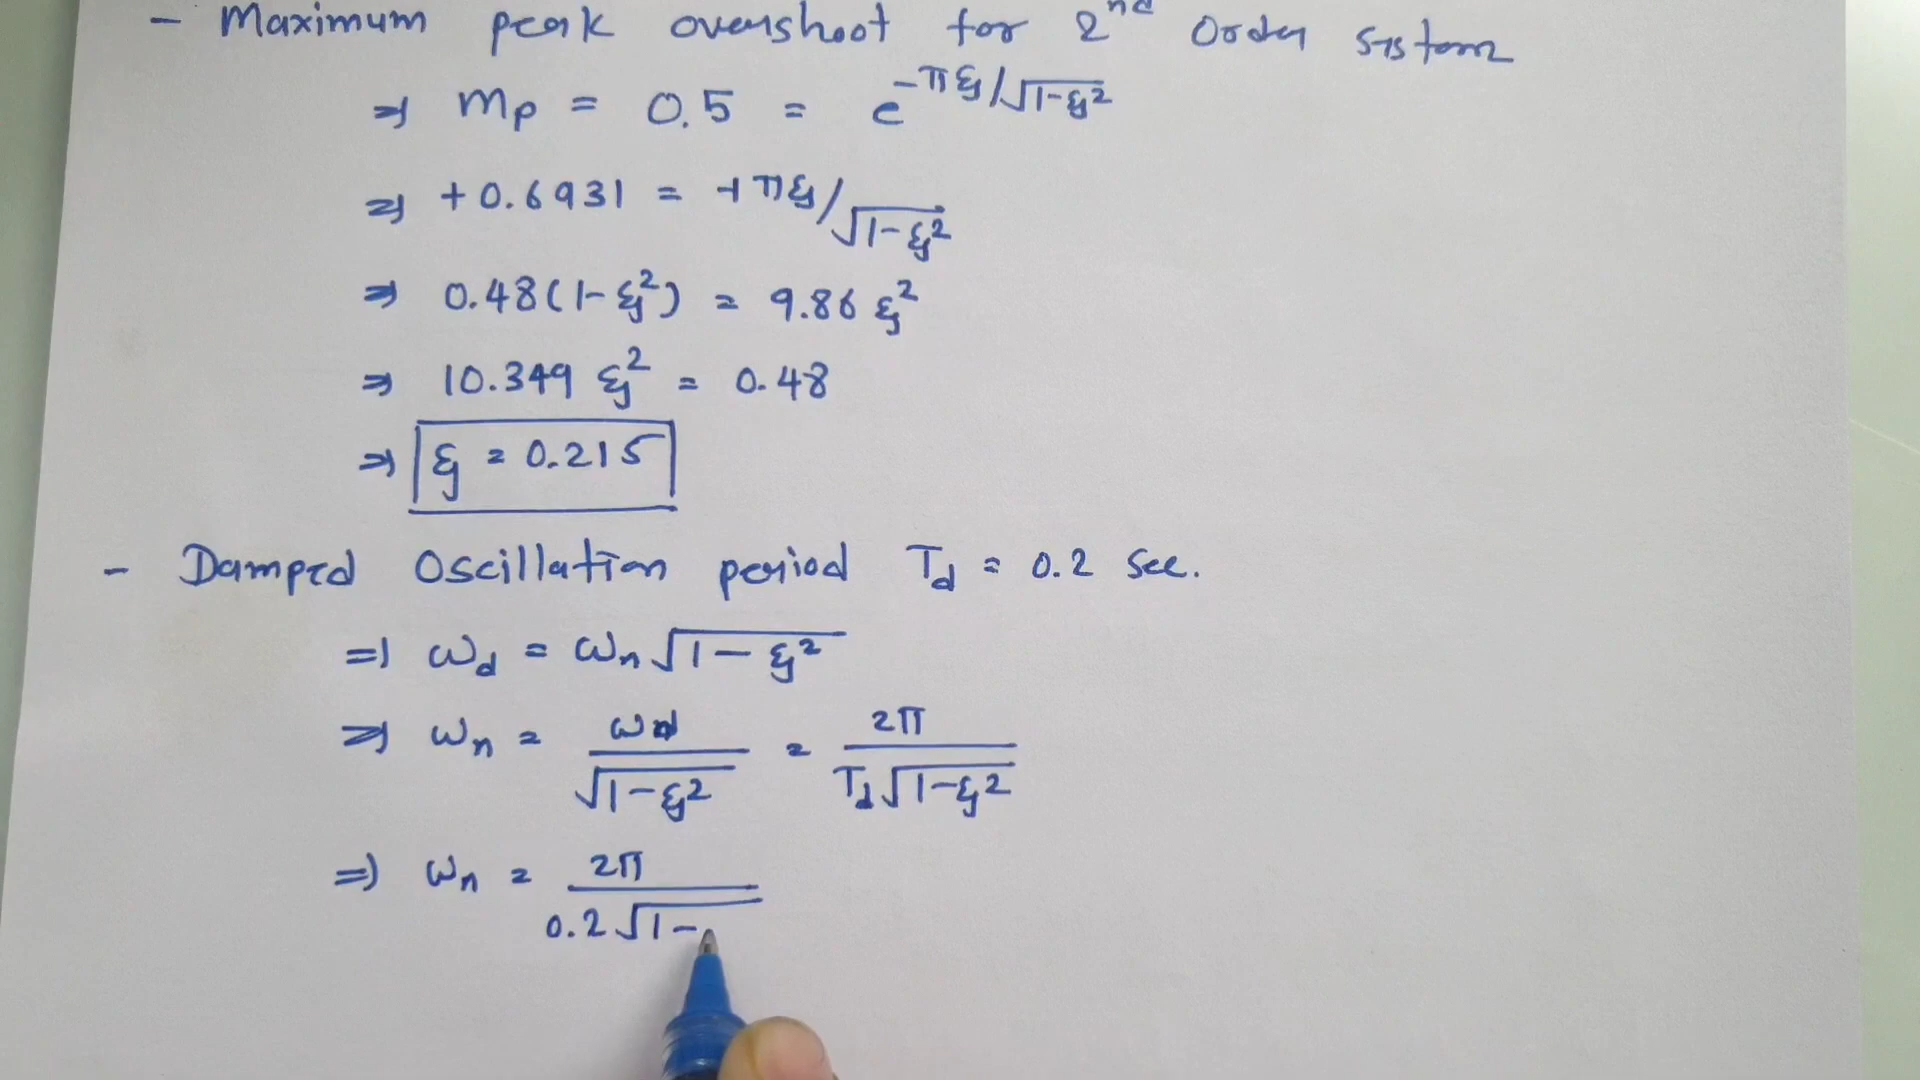 - Maximum peak overshoot for 2nd Order system
⇒ Mp = 0.5 = e^-πξ/√1-ξ²
⇒ +0.6931 = +πξ/√1-ξ²
⇒ 0.48(1-ξ²) = 9.86 ξ²
⇒ 10.349 ξ² = 0.48
⇒ ξ = 0.215
- Damped Oscillation period Td = 0.2 sec.
⇒ ωd = ωn√1-ξ²
⇒ ωn = ωd/√1-ξ² = 2π/Td√1-ξ²
⇒ ωn = 2π/0.2√1-